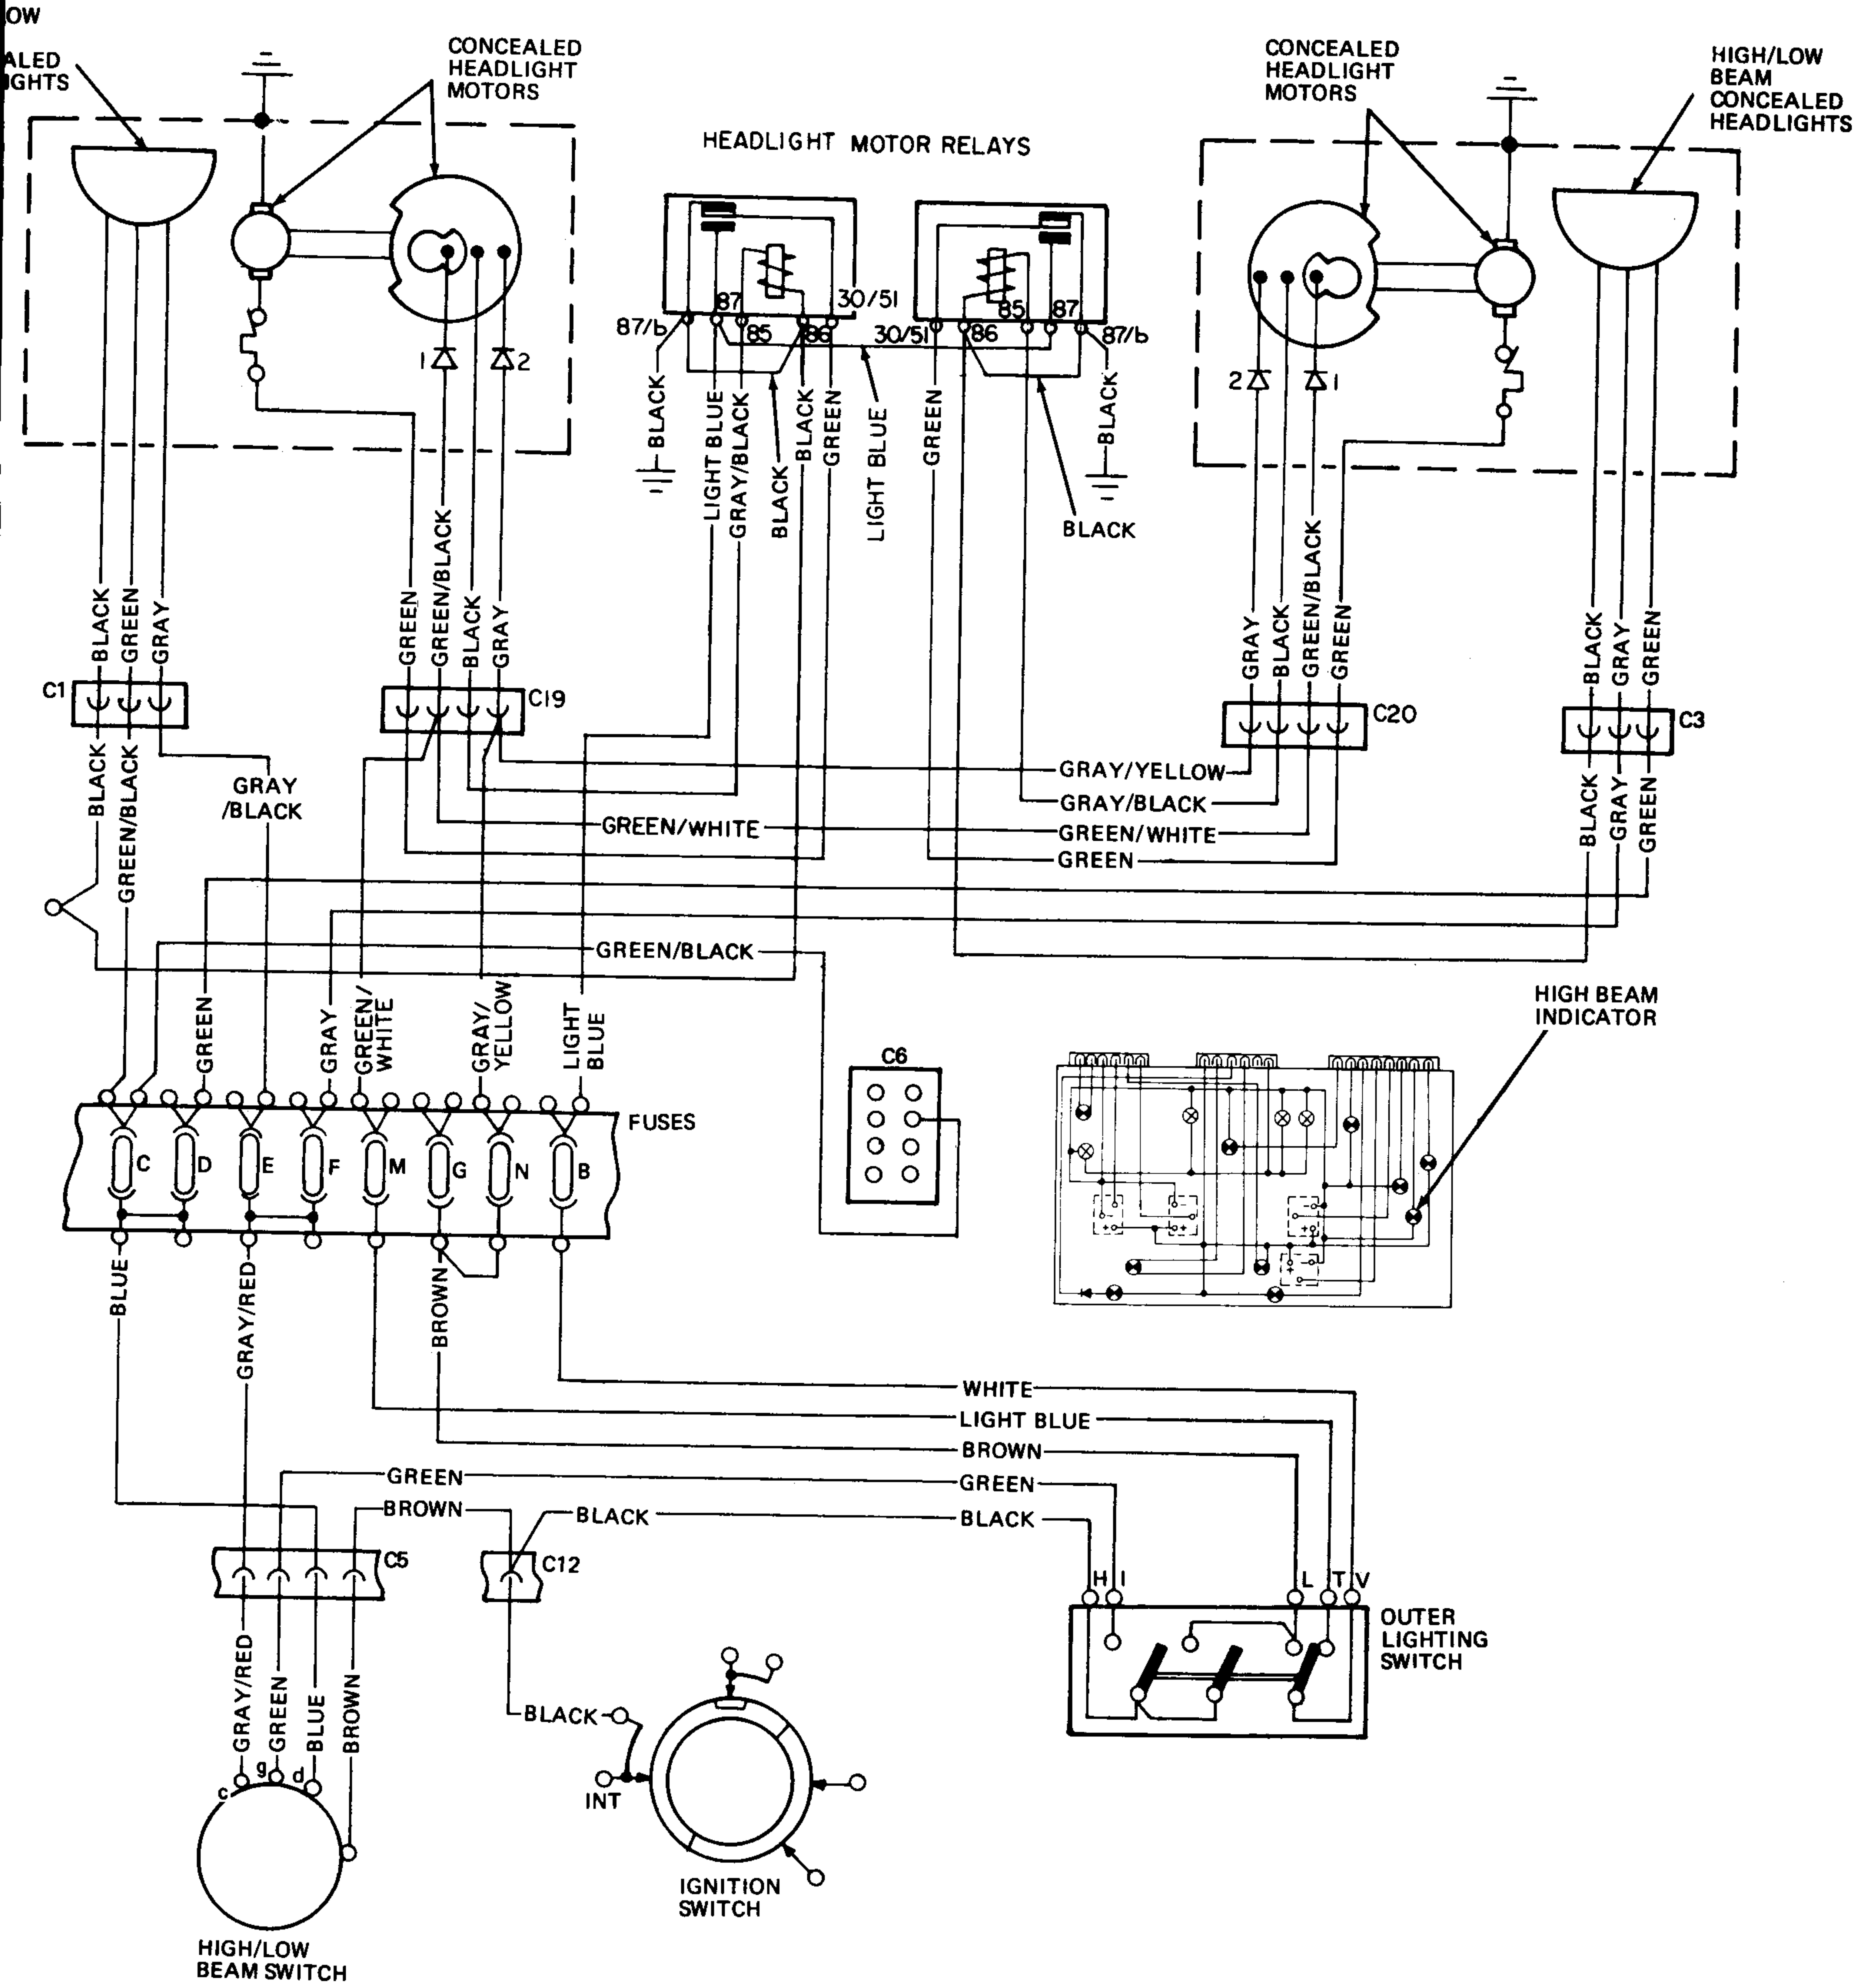 OW
ALED
IGHTS
CONCEALED
HEADLIGHT
MOTORS
HEADLIGHT MOTOR RELAYS
CONCEALED
HEADLIGHT
MOTORS
HIGH/LOW
BEAM
CONCEALED
HEADLIGHTS
87
30/51
87/b
85
86
30/51
86
85
87
87/b
1
2
2
1
BLACK
LIGHT BLUE
GRAY/BLACK
BLACK
BLACK
GREEN
LIGHT BLUE
GREEN
BLACK
BLACK
BLACK
GREEN
GRAY
GREEN
GREEN/BLACK
BLACK
GRAY
GRAY
BLACK
GREEN/BLACK
GREEN
BLACK
GRAY
GREEN
C1
C19
C20
C3
BLACK
GREEN/BLACK
GRAY
/BLACK
GRAY/YELLOW
GRAY/BLACK
GREEN/WHITE
GREEN/WHITE
GREEN
BLACK
GRAY
GREEN
GREEN/BLACK
GREEN
GRAY
GREEN/
WHITE
GRAY/
YELLOW
LIGHT
BLUE
HIGH BEAM
INDICATOR
C6
FUSES
C
D
E
F
M
G
N
B
BLUE
GRAY/RED
BROWN
WHITE
LIGHT BLUE
BROWN
GREEN
GREEN
BROWN
BLACK
BLACK
C5
C12
H
I
L
T
V
OUTER
LIGHTING
SWITCH
GRAY/RED
GREEN
BLUE
BROWN
BLACK
c
g
d
INT
IGNITION
SWITCH
HIGH/LOW
BEAM SWITCH